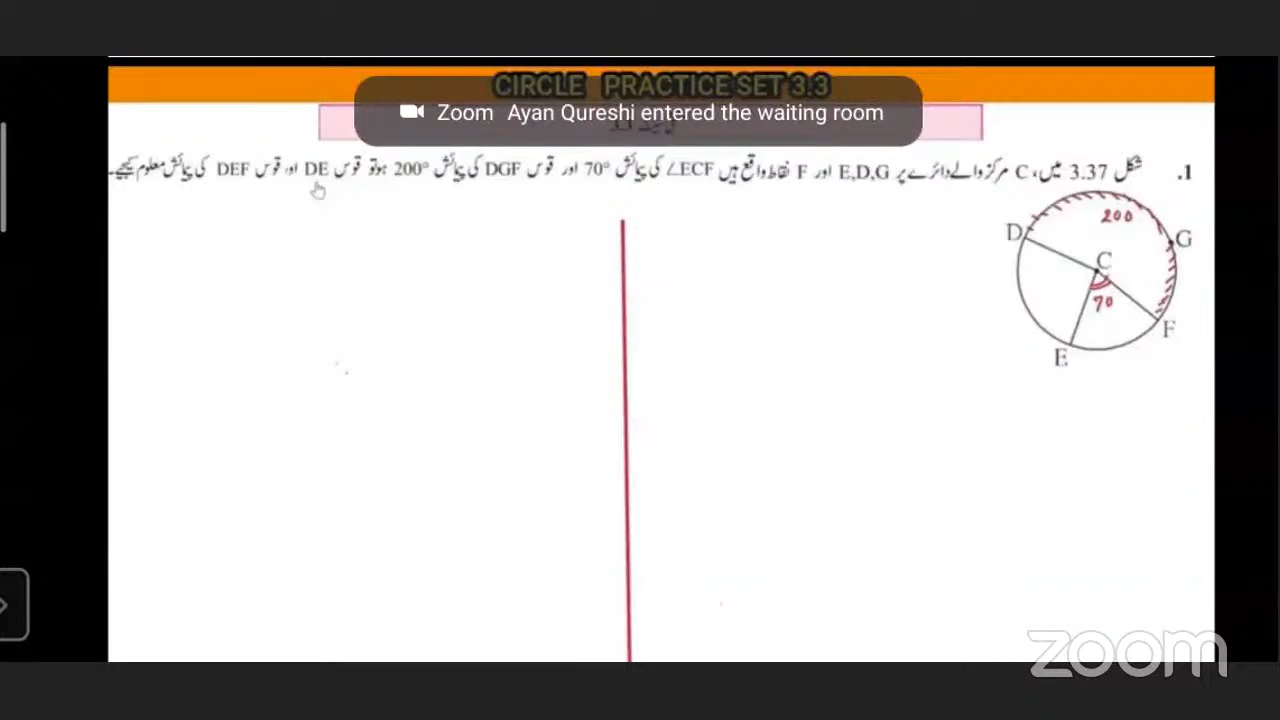 CIRCLE PRACTICE SET 3.3
Zoom Ayan Qureshi entered the waiting room
1. شکل 3.37 میں، C مرکز والے دائرے پر E,D,G اور F نقاط واقع ہیں ∠ECF کی پیمائش 70° اور قوس DGF کی پیمائش 200° ہو تو قوس DE اور قوس DEF کی پیمائش معلوم کیجیے۔
200
D
G
C
70
F
E
zoom